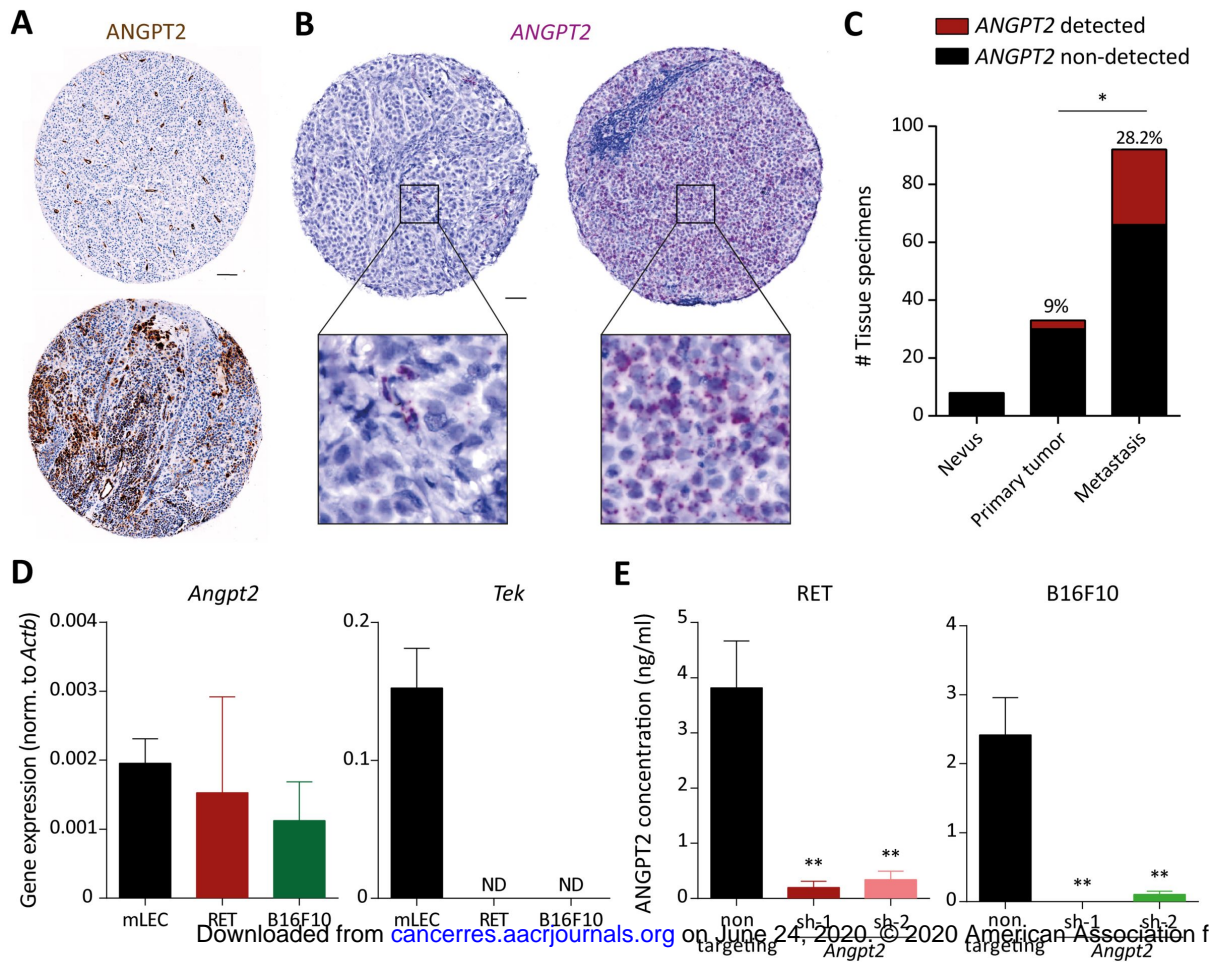 A
ANGPT2
B
ANGPT2
C
ANGPT2 detected
ANGPT2 non-detected
*
# Tissue specimens
100
80
60
40
20
0
9%
28.2%
Nevus
Primary tumor
Metastasis
D
Angpt2
Gene expression (norm. to Actb)
0.004
0.003
0.002
0.001
0
mLEC
RET
B16F10
Tek
0.2
0.1
0
ND
ND
mLEC
RET
B16F10
E
RET
ANGPT2 concentration (ng/ml)
5
4
3
2
1
0
**
**
non
targeting
sh-1
sh-2
Angpt2
B16F10
4
3
2
1
0
**
**
non
targeting
sh-1
sh-2
Angpt2
Downloaded from cancerres.aacrjournals.org on June 24, 2020. © 2020 American Association f